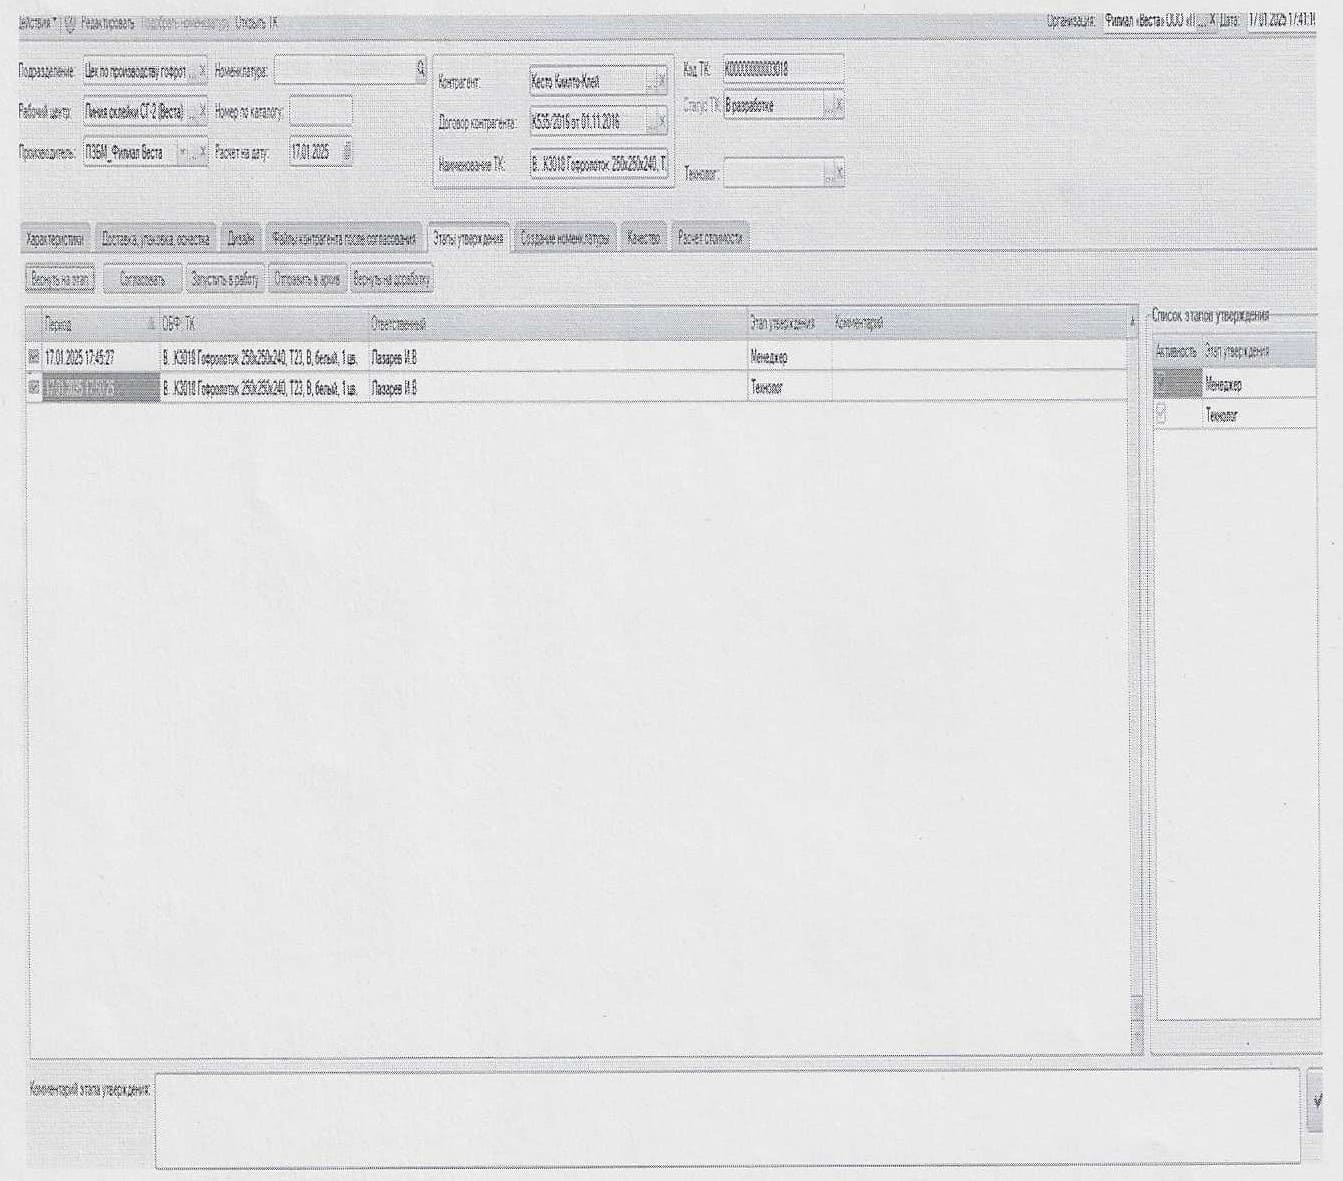 Действия Редактировать Подобрать номенклатуру Открыть ТК Организация: Филиал «Веста» ООО «П ... X Дата: 17.01.2025 17:41:1
Подразделение: Цех по производству гофрот ... X Номенклатура: Контрагент: Кесто Киилто-Клей ... X Код ТК: К00000000003018
Рабочий центр: Линия склейки СГ-2 (Веста) ... X Номер по каталогу: Договор контрагента: К535/2016 от 01.11.2016 ... X Статус ТК: В разработке ... X
Производитель: ПЗБМ_Филиал Веста ... X Расчет на дату: 17.01.2025 Наименование ТК: В. .К3018 Гофролоток 250х250х240, Т Технолог: ... X
Характеристики Доставка, упаковка, оснастка Дизайн Файлы контрагента после согласования Этапы утверждения Создание номенклатуры Качество Расчет стоимости
Вернуть на этап Согласовать Запустить в работу Отправить в архив Вернуть на доработку
Период ОБФ: ТК Ответственный Этап утверждения Комментарий Список этапов утверждения
17.01.2025 17:45:27 В. .К3018 Гофролоток 250х250х240, Т23, В, белый, 1 цв. Лазарев И.В Менеджер Активность Этап утверждения
В. .К3018 Гофролоток 250х250х240, Т23, В, белый, 1 цв. Лазарев И.В Технолог Менеджер
Технолог
Комментарий этапа утверждения: